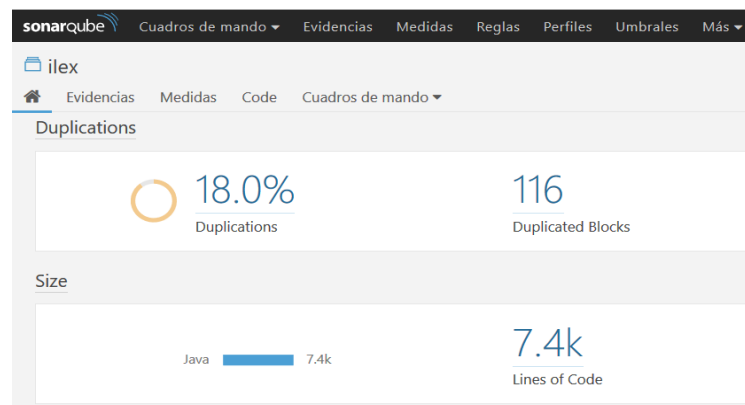 sonarqube Cuadros de mando Evidencias Medidas Reglas Perfiles Umbrales Más
ilex
Evidencias Medidas Code Cuadros de mando
Duplications
18.0% 116
Duplications Duplicated Blocks
Size
Java 7.4k 7.4k
Lines of Code